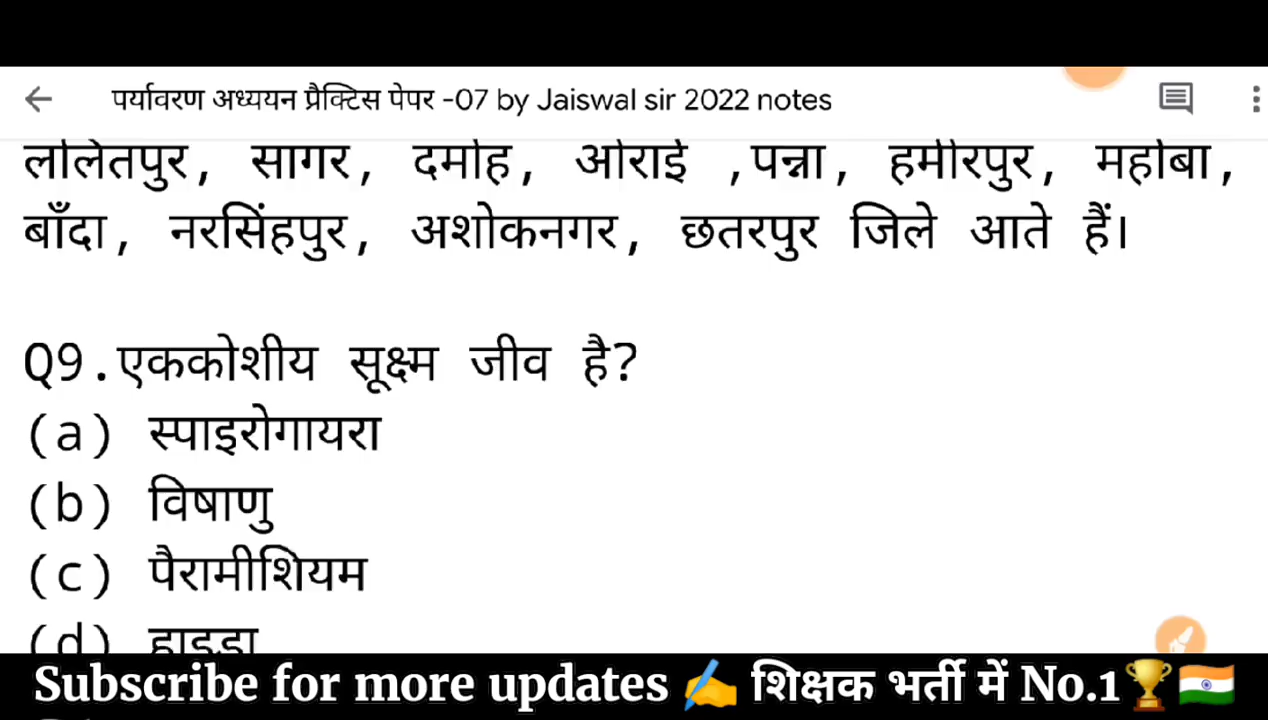 पर्यावरण अध्ययन प्रैक्टिस पेपर -07 by Jaiswal sir 2022 notes
ललितपुर, सागर, दमोह, ओराई ,पन्ना, हमीरपुर, महोबा,
बाँदा, नरसिंहपुर, अशोकनगर, छतरपुर जिले आते हैं।
Q9.एककोशीय सूक्ष्म जीव है?
(a) स्पाइरोगायरा
(b) विषाणु
(c) पैरामीशियम
(d) हाइड्रा
Subscribe for more updates ✍️ शिक्षक भर्ती में No.1🏆🇮🇳